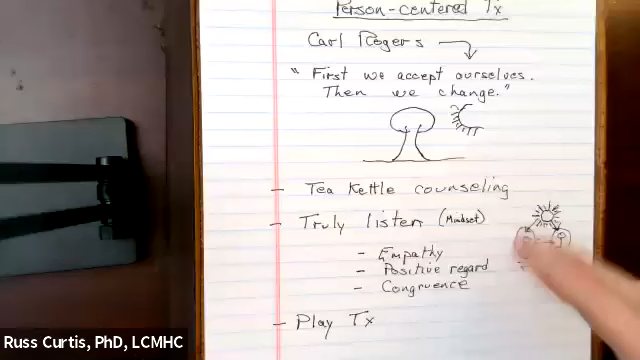 Person-centered Tx
Carl Rogers
"First we accept ourselves.
Then we change."
- Tea Kettle counseling
- Truly listen (Mindset)
- Empathy
- Positive regard
- Congruence
- Play Tx
Russ Curtis, PhD, LCMHC